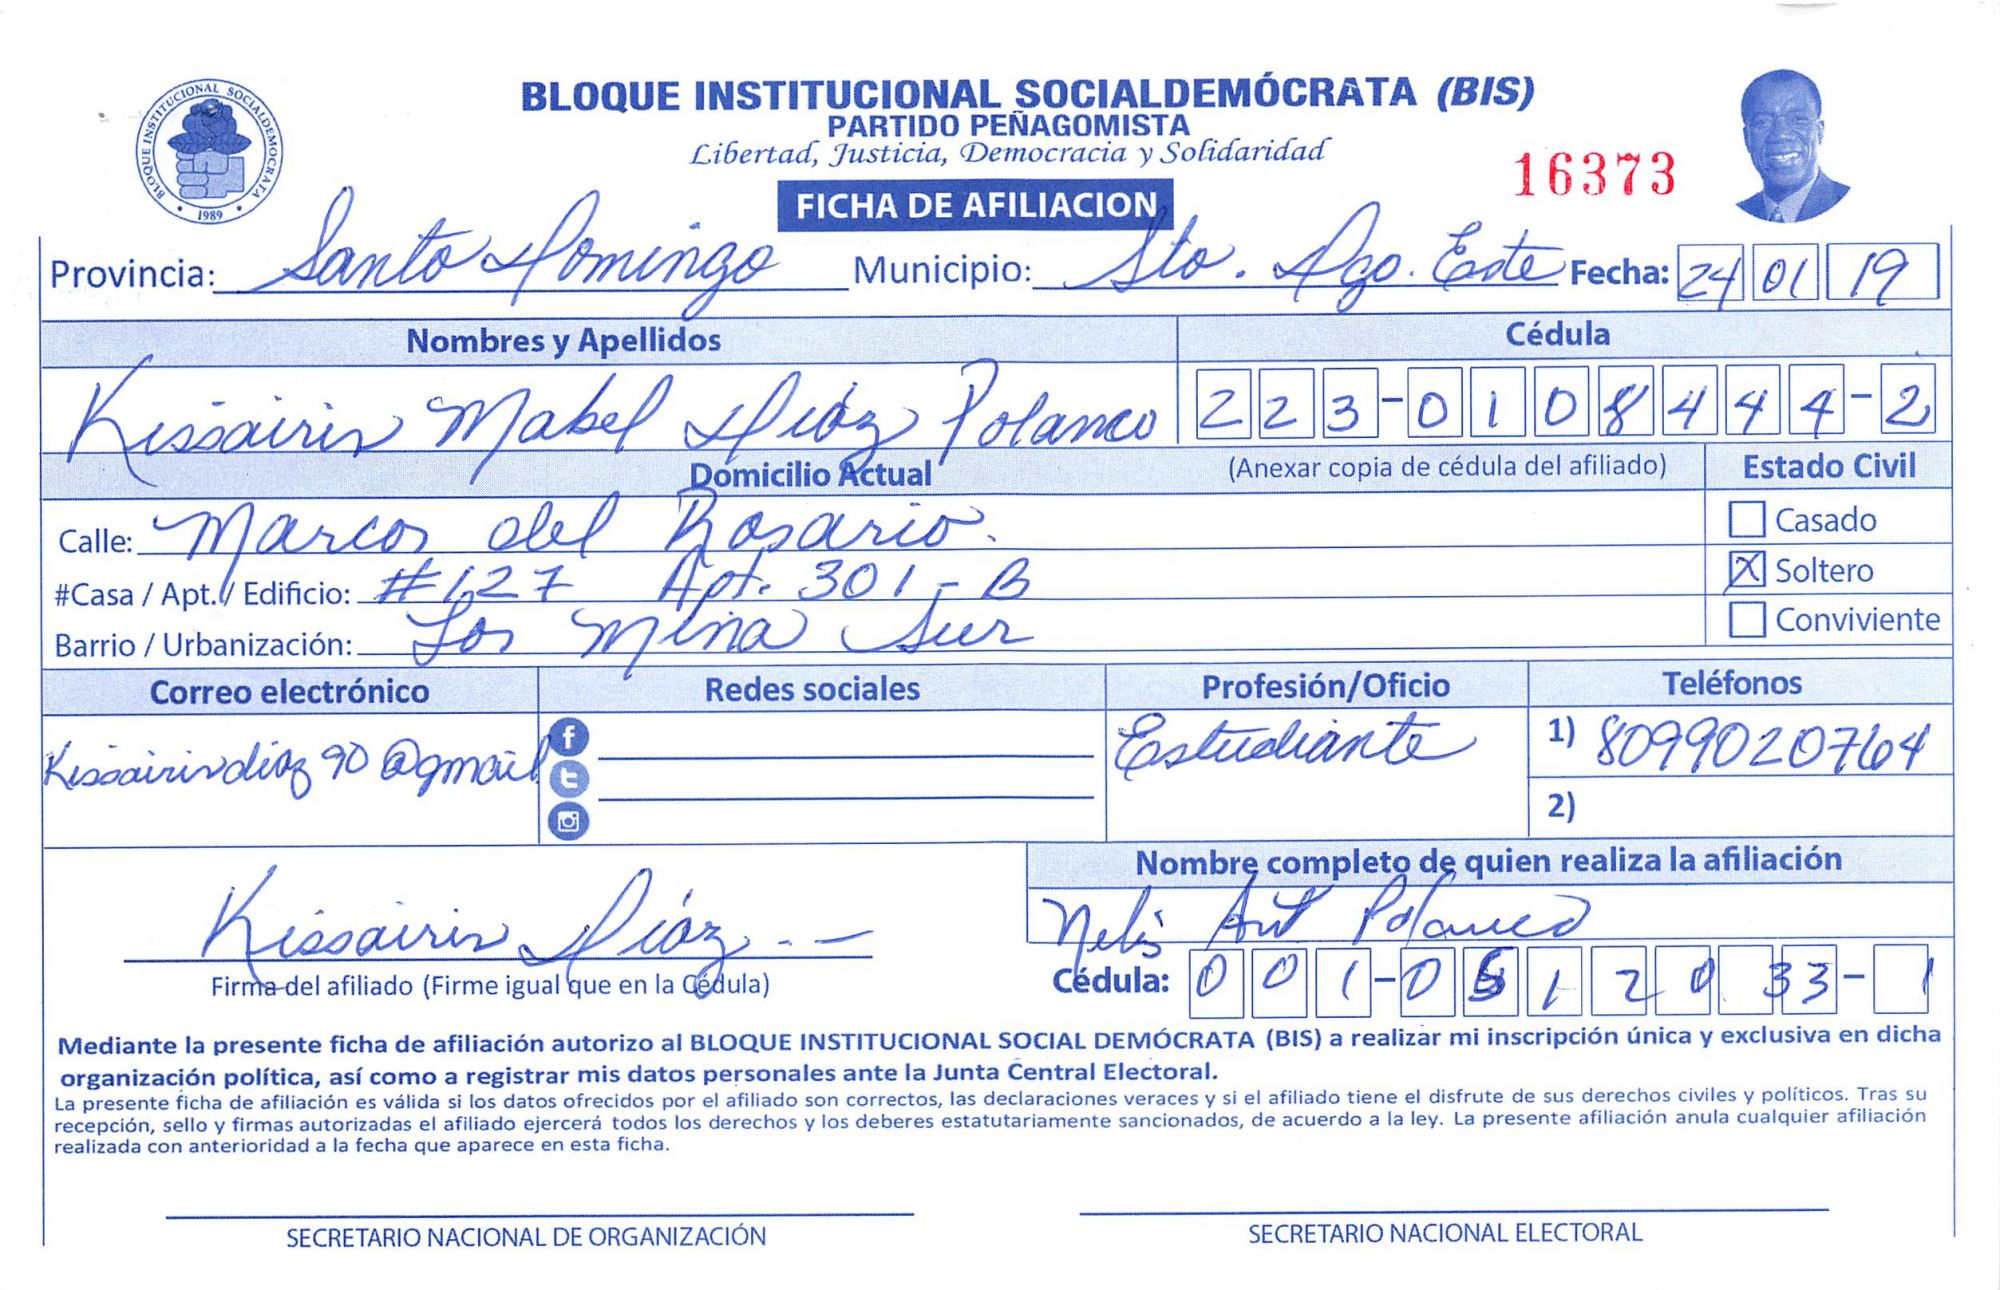 BLOQUE INSTITUCIONAL SOCIALDEMOCRATA
1989
BLOQUE INSTITUCIONAL SOCIALDEMÓCRATA (BIS)
PARTIDO PEÑAGOMISTA
Libertad, Justicia, Democracia y Solidaridad
16373
FICHA DE AFILIACION
Provincia: Santo Domingo Municipio: Sto. Dgo. Este Fecha: 24 01 19
Nombres y Apellidos Cédula
Kissairis Mabel Diáz Polanco 223-0108444-2
Domicilio Actual (Anexar copia de cédula del afiliado) Estado Civil
Calle: Marcos del Rosario. Casado
#Casa / Apt./ Edificio: #127 Apt. 301-B X Soltero
Barrio / Urbanización: Los Mina Sur Conviviente
Correo electrónico Redes sociales Profesión/Oficio Teléfonos
Kissairisdiaz90@gmail Estudiante 1) 8099020764
2)
Nombre completo de quien realiza la afiliación
Kissairis Díaz Nelis Ant Polanco
Firma del afiliado (Firme igual que en la Cédula) Cédula: 001-0512033-1
Mediante la presente ficha de afiliación autorizo al BLOQUE INSTITUCIONAL SOCIAL DEMÓCRATA (BIS) a realizar mi inscripción única y exclusiva en dicha
organización política, así como a registrar mis datos personales ante la Junta Central Electoral.
La presente ficha de afiliación es válida si los datos ofrecidos por el afiliado son correctos, las declaraciones veraces y si el afiliado tiene el disfrute de sus derechos civiles y políticos. Tras su
recepción, sello y firmas autorizadas el afiliado ejercerá todos los derechos y los deberes estatutariamente sancionados, de acuerdo a la ley. La presente afiliación anula cualquier afiliación
realizada con anterioridad a la fecha que aparece en esta ficha.
SECRETARIO NACIONAL DE ORGANIZACIÓN SECRETARIO NACIONAL ELECTORAL